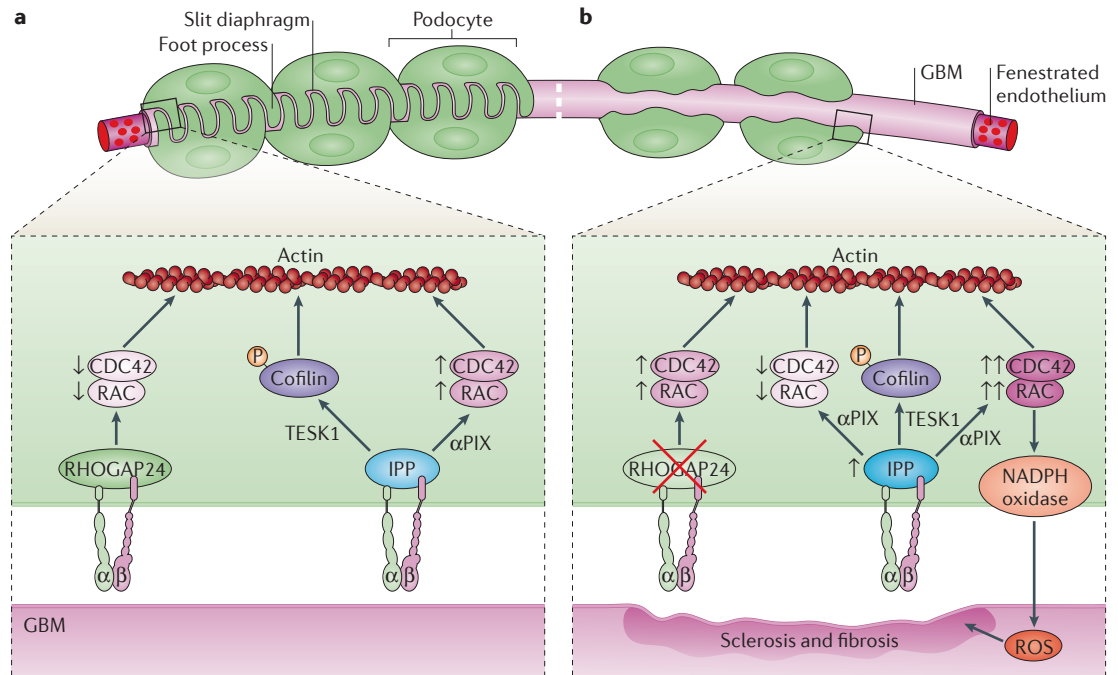 a
Slit diaphragm
Foot process
Podocyte
b
GBM
Fenestrated
endothelium
Actin
↓ CDC42
↓ RAC
P
Cofilin
↑ CDC42
↑ RAC
TESK1
αPIX
RHOGAP24
IPP
α β
α β
GBM
Actin
↑ CDC42
↑ RAC
↓ CDC42
↓ RAC
P
Cofilin
↑↑ CDC42
↑↑ RAC
αPIX
TESK1
αPIX
RHOGAP24
↑ IPP
NADPH
oxidase
α β
α β
Sclerosis and fibrosis
ROS